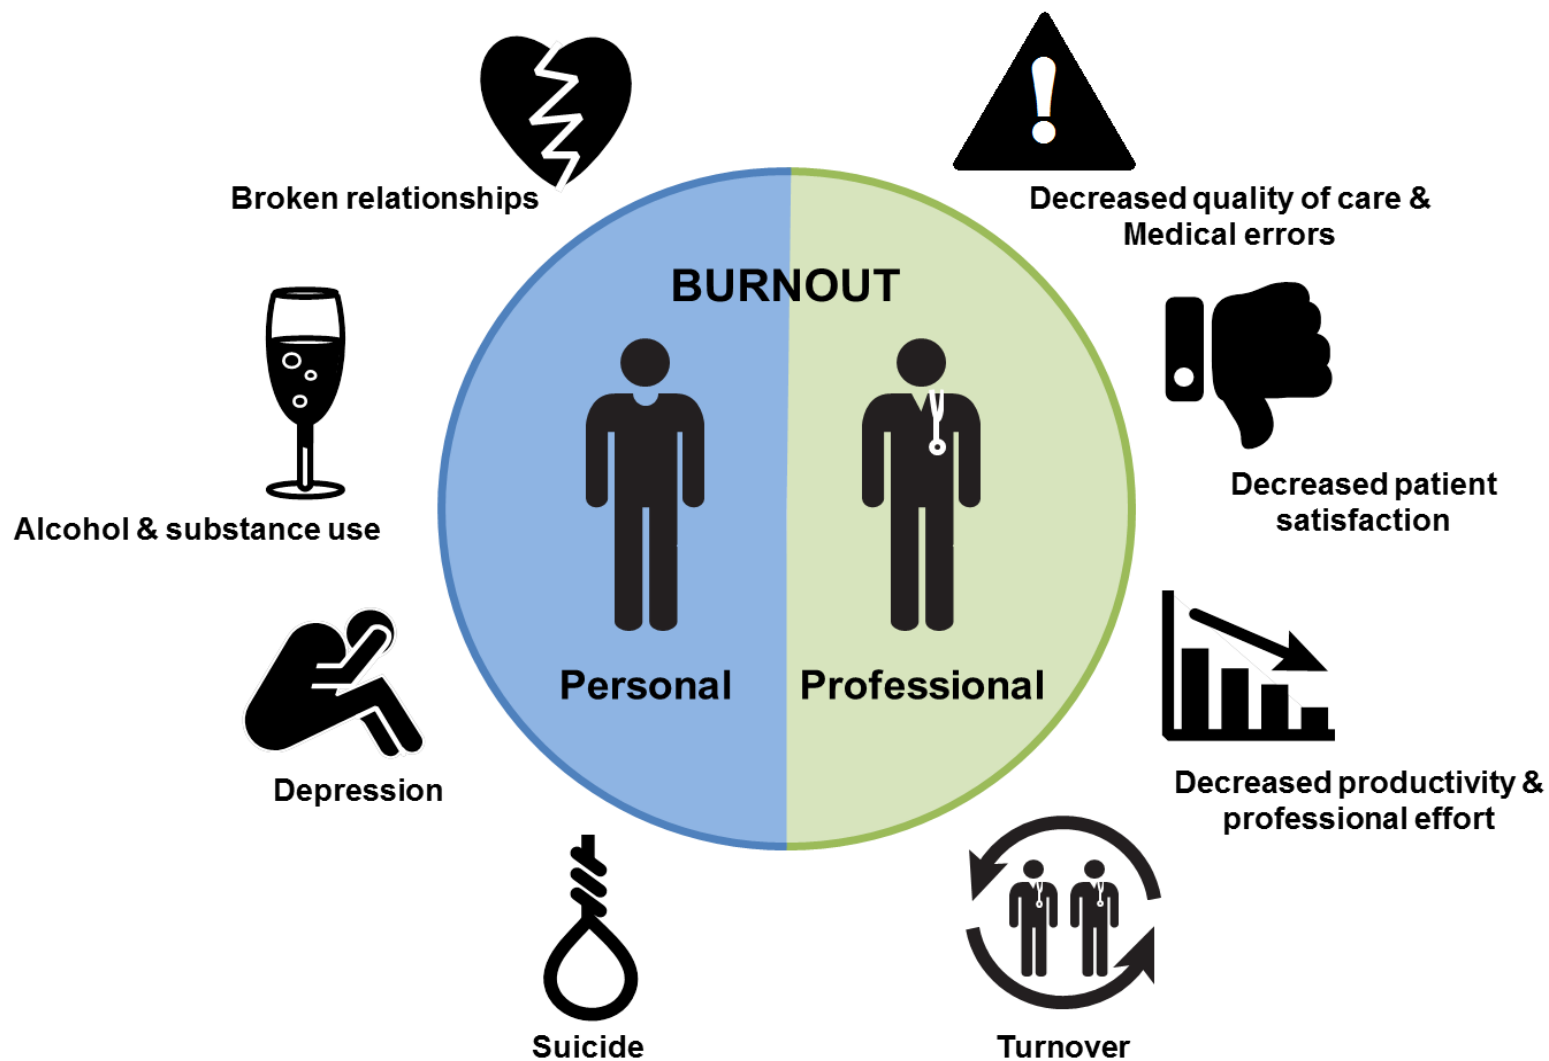 BURNOUT
Personal
Professional
Broken relationships
Alcohol & substance use
Depression
Suicide
Decreased quality of care &
Medical errors
Decreased patient
satisfaction
Decreased productivity &
professional effort
Turnover